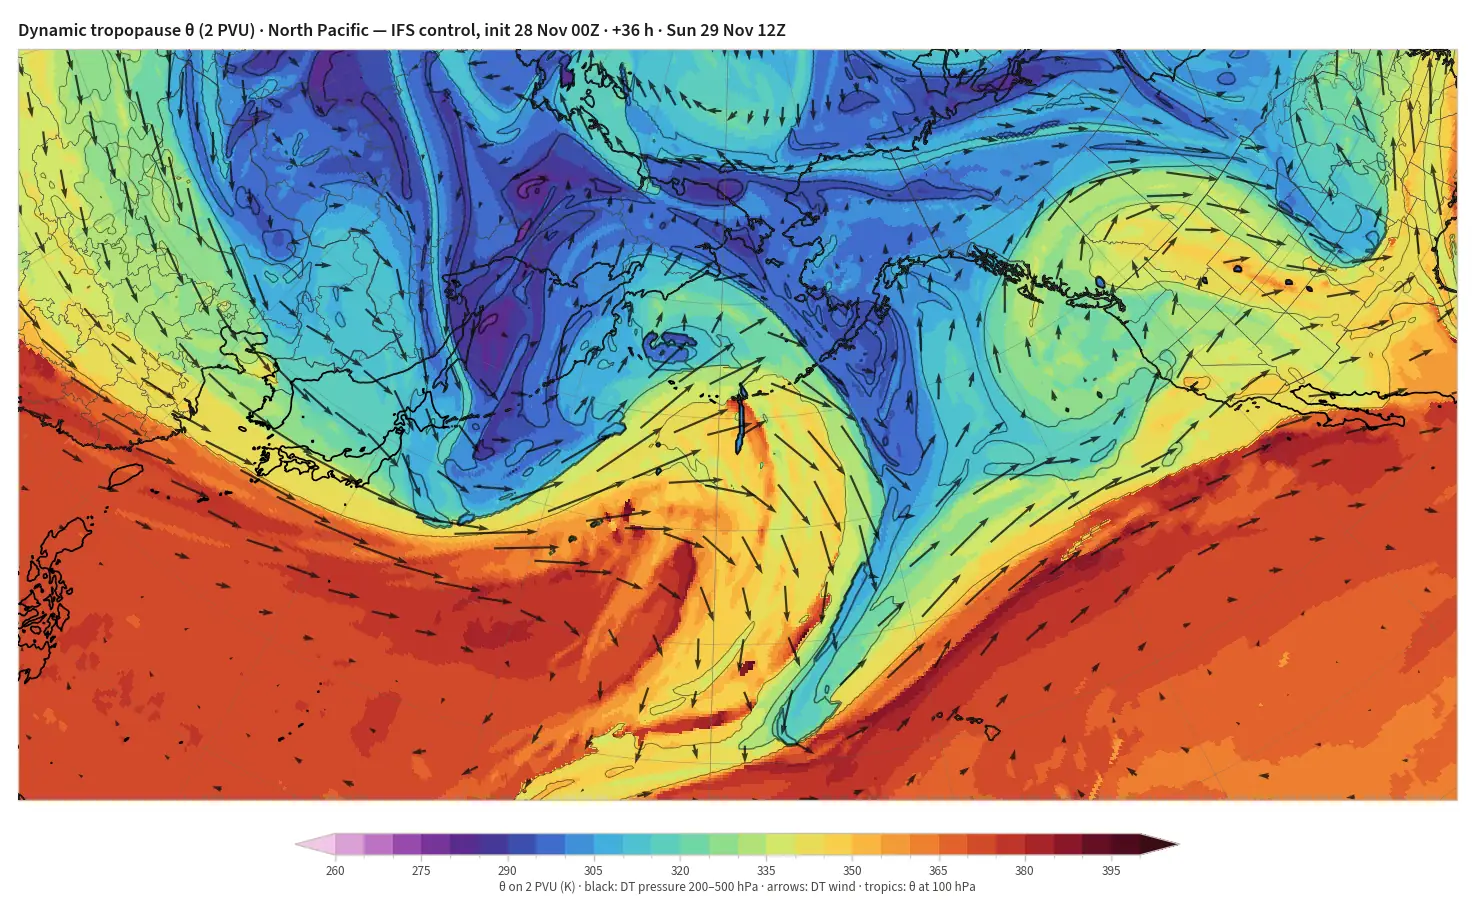 Dynamic tropopause θ (2 PVU) · North Pacific — IFS control, init 28 Nov 00Z · +36 h · Sun 29 Nov 12Z
260 275 290 305 320 335 350 365 380 395
θ on 2 PVU (K) · black: DT pressure 200–500 hPa · arrows: DT wind · tropics: θ at 100 hPa